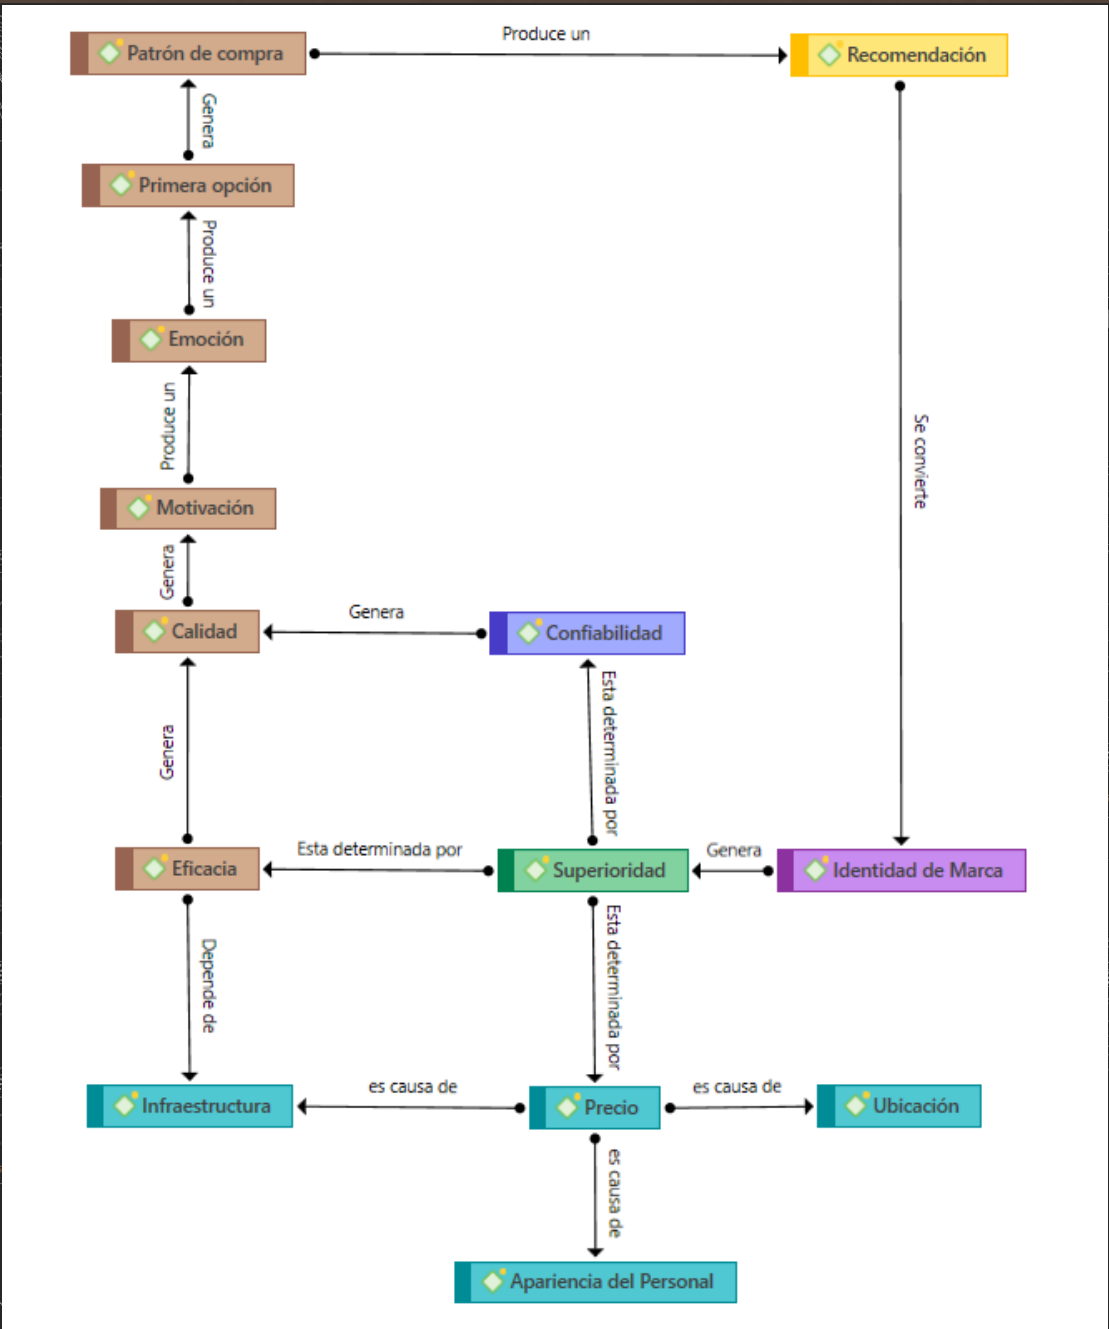 Patrón de compra
Produce un
Recomendación
Genera
Primera opción
Produce un
Emoción
Produce un
Se convierte
Motivación
Genera
Calidad
Genera
Confiabilidad
Genera
Esta determinada por
Eficacia
Esta determinada por
Superioridad
Genera
Identidad de Marca
Depende de
Esta determinada por
Infraestructura
es causa de
Precio
es causa de
Ubicación
es causa de
Apariencia del Personal